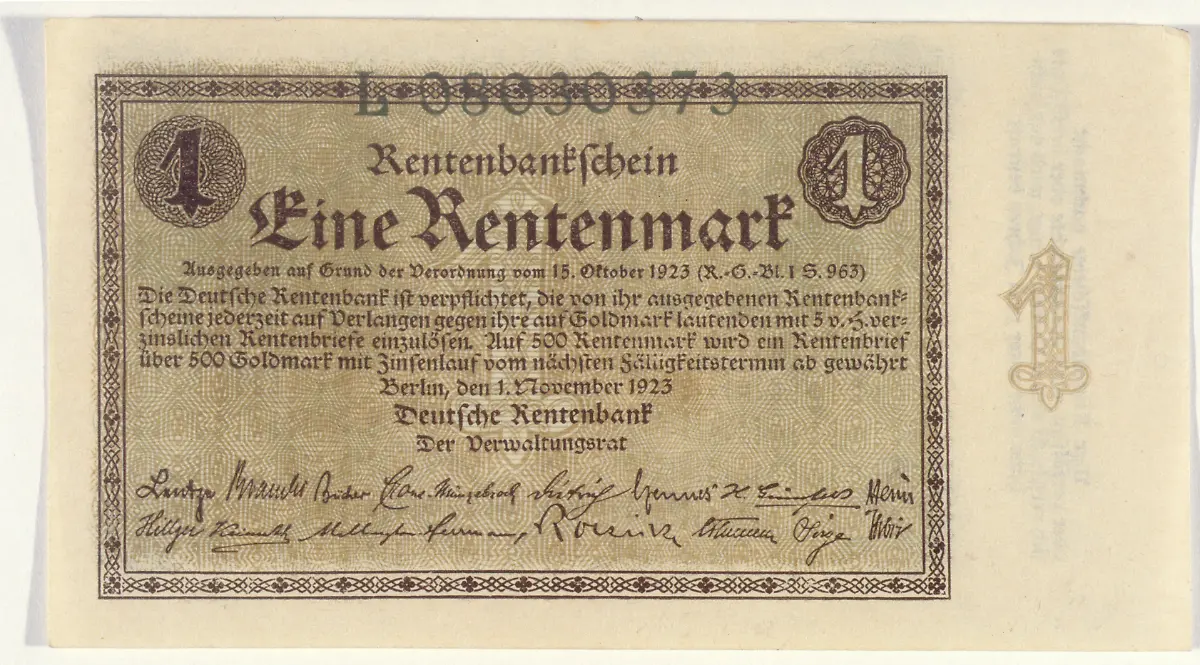 L·08030373
1 1
Rentenbankschein
Eine Rentenmark
Ausgegeben auf Grund der Verordnung vom 15. Oktober 1923 (R.-G.-Bl. I S. 963)
Die Deutsche Rentenbank ist verpflichtet, die von ihr ausgegebenen Rentenbank-
scheine jederzeit auf Verlangen gegen ihre auf Goldmark lautenden mit 5 v. H. ver-
zinslichen Rentenbriefe einzulösen. Auf 500 Rentenmark wird ein Rentenbrief
über 500 Goldmark mit Zinsenlauf vom nächsten Fälligkeitstermin ab gewährt
Berlin, den 1. November 1923
Deutsche Rentenbank
Der Verwaltungsrat
Lentze
Hillger
1